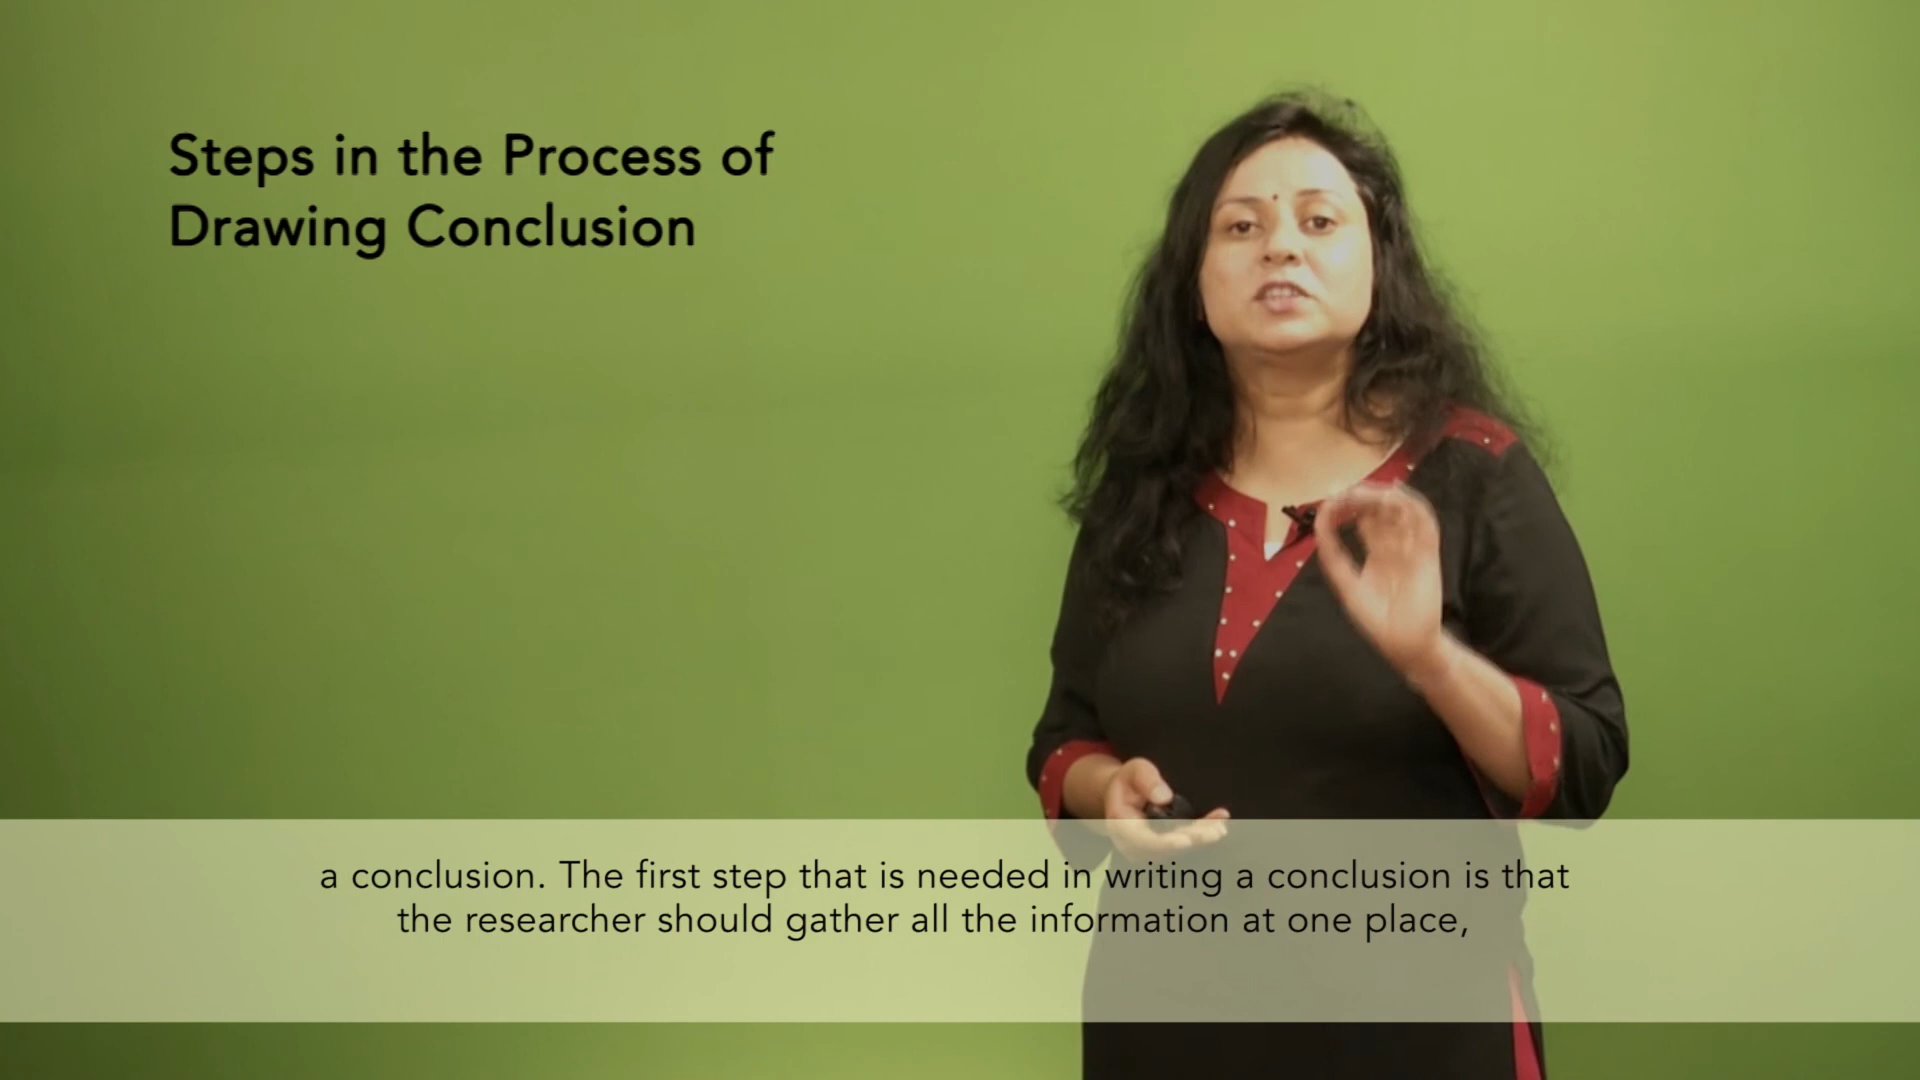 Steps in the Process of
Drawing Conclusion
a conclusion. The first step that is needed in writing a conclusion is that
the researcher should gather all the information at one place,